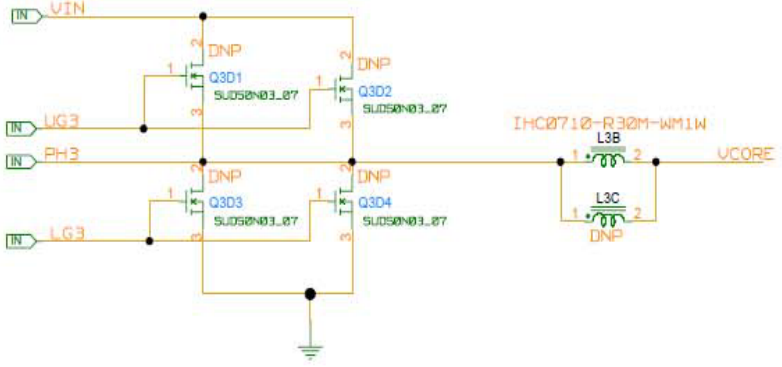 IN VIN
2 DNP
1 Q3D1
SUD50N03_07
3
2 DNP
1 Q3D2
SUD50N03_07
3
IN UG3
IN PH3
IHC0710-R30M-WM1W
L3B
1 2
VCORE
L3C
1 2
DNP
2 DNP
1 Q3D3
SUD50N03_07
3
2 DNP
1 Q3D4
SUD50N03_07
3
IN LG3